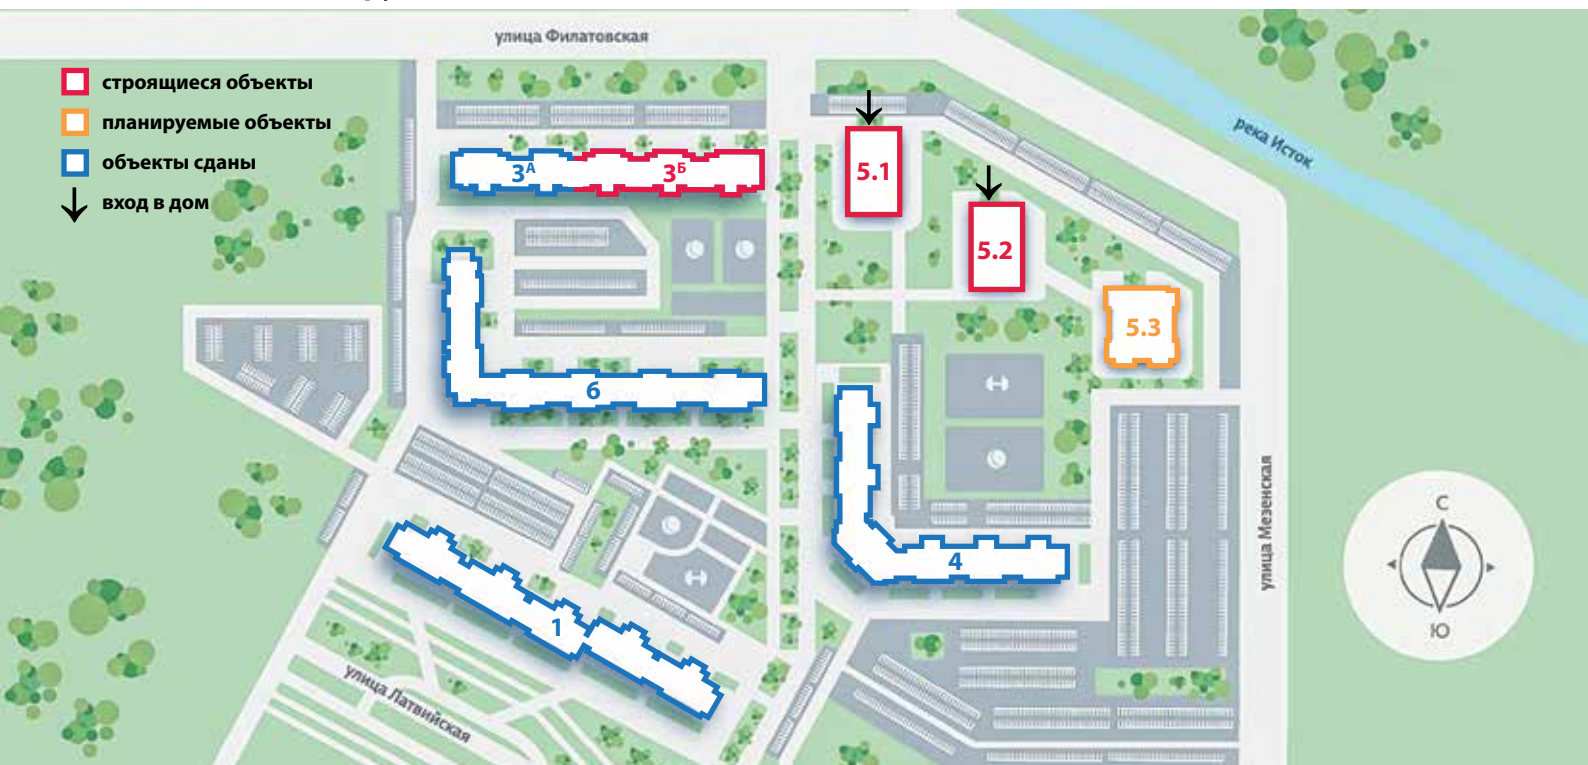 улица Филатовская
строящиеся объекты
планируемые объекты
объекты сданы
вход в дом
река Исток
3А
3Б
5.1
5.2
5.3
6
4
1
улица Мезенская
улица Латвийская
С
Ю